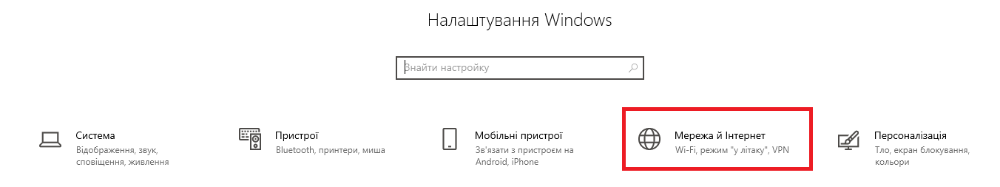 Налаштування Windows
Знайти настройку
Система
Відображення, звук,
сповіщення, живлення
Пристрої
Bluetooth, принтери, миша
Мобільні пристрої
Зв'язати з пристроєм на
Android, iPhone
Мережа й Інтернет
Wi-Fi, режим "у літаку", VPN
Персоналізація
Тло, екран блокування,
кольори